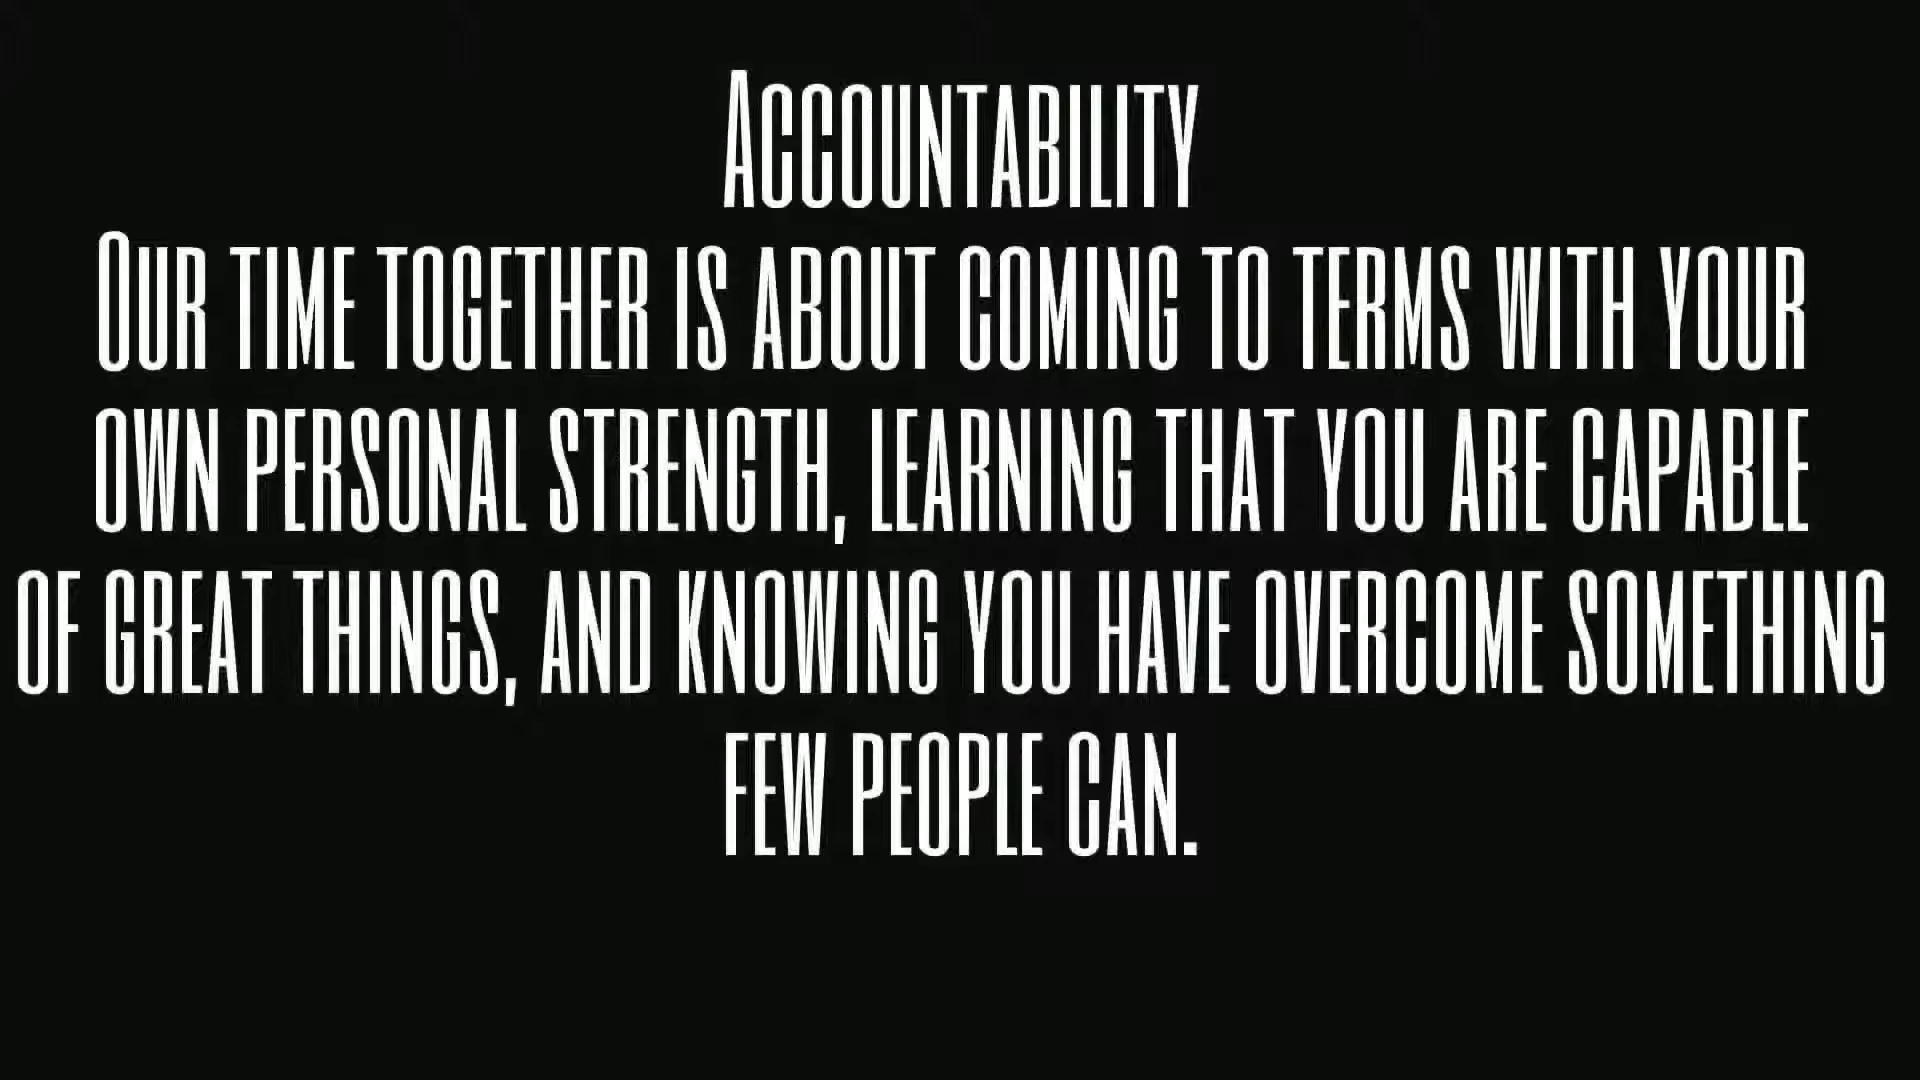 Accountability
Our time together is about coming to terms with your
own personal strength, learning that you are capable
of great things, and knowing you have overcome something
few people can.